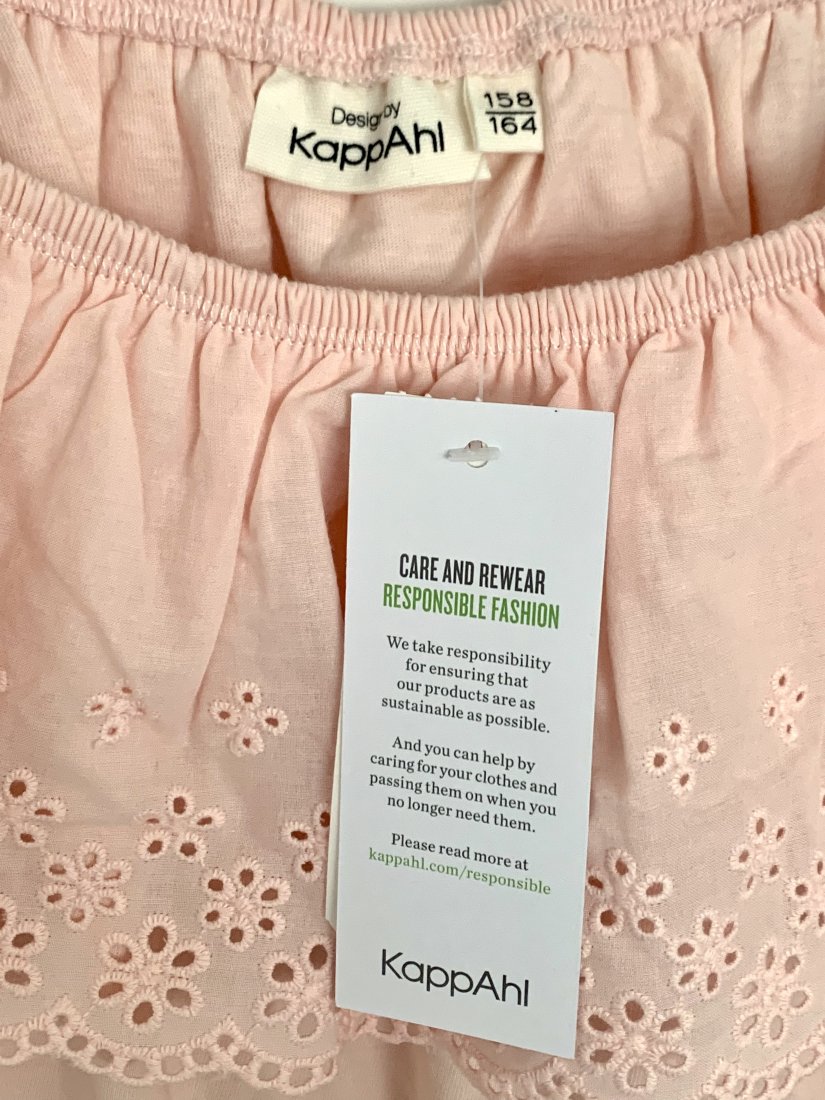 Design by
KappAhl
158
164
CARE AND REWEAR
RESPONSIBLE FASHION
We take responsibility
for ensuring that
our products are as
sustainable as possible.
And you can help by
caring for your clothes and
passing them on when you
no longer need them.
Please read more at
kappahl.com/responsible
KappAhl